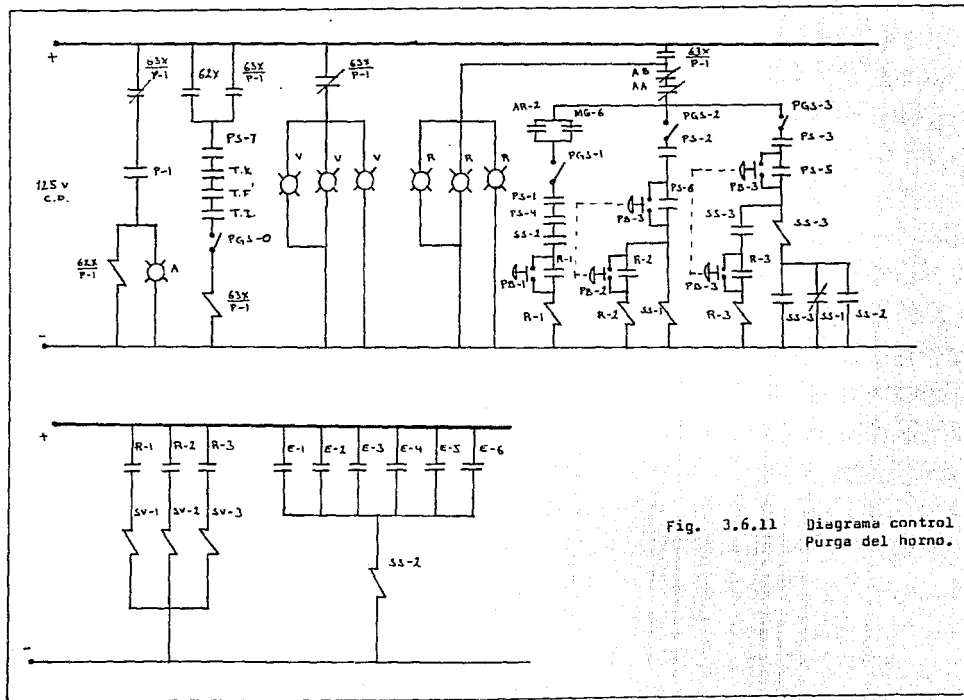 +
63X
P-1
62X
63X
P-1
63X
P-1
63X
P-1
AB
AA
AR-2
MG-6
PGS-2
PS-2
PGS-3
PS-3
PS-5
PS-7
T.K
T.F'
T.Z
PGS-0
P-1
125 V
C.D.
V
V
V
R
R
R
PGS-1
PS-1
PS-4
SS-2
R-1
PB-1
R-1
PS-6
PB-3
R-2
PB-2
R-2
SS-1
PB-3
SS-3
SS-3
R-3
PB-3
R-3
SS-3
SS-1
SS-2
62X
P-1
A
63X
P-1
-
+
R-1
R-2
R-3
E-1
E-2
E-3
E-4
E-5
E-6
SV-1
SV-2
SV-3
SS-2
-
Fig. 3.6.11 Diagrama control
Purga del horno.